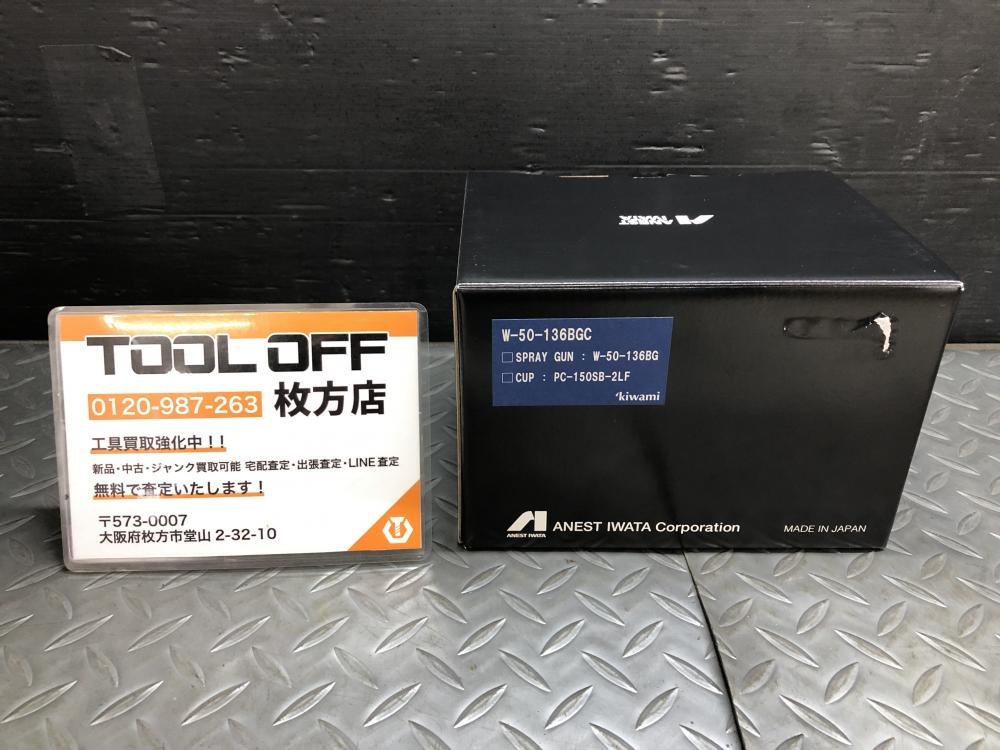 TOOL OFF
0120-987-263 枚方店
工具買取強化中！！
新品・中古・ジャンク買取可能 宅配査定・出張査定・LINE査定
無料で査定いたします！
〒573-0007
大阪府枚方市堂山 2-32-10
W-50-136BGC
□SPRAY GUN : W-50-136BG
□CUP : PC-150SB-2LF
kiwami
ANEST IWATA
ANEST IWATA Corporation
MADE IN JAPAN